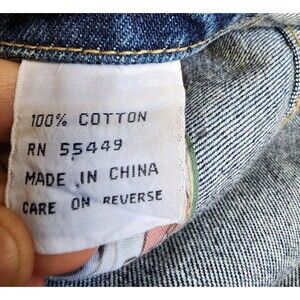 100% COTTON
RN 55449
MADE IN CHINA
CARE ON REVERSE